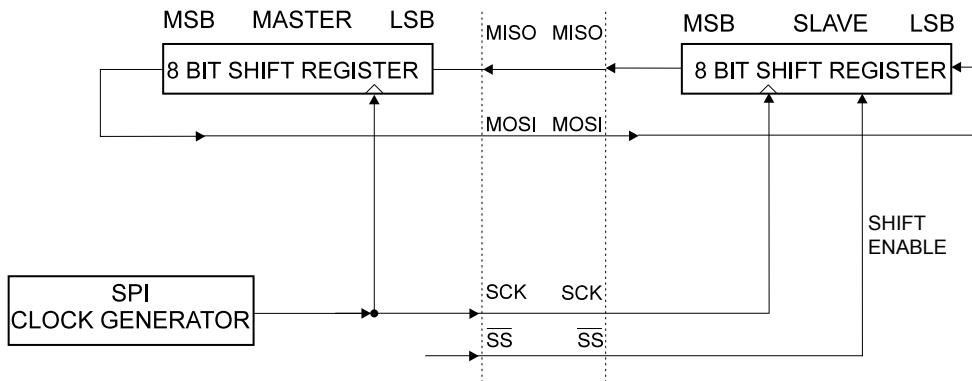 MSB MASTER LSB
8 BIT SHIFT REGISTER
MISO MISO
MSB SLAVE LSB
8 BIT SHIFT REGISTER
MOSI MOSI
SHIFT
ENABLE
SPI
CLOCK GENERATOR
SCK SCK
SS SS